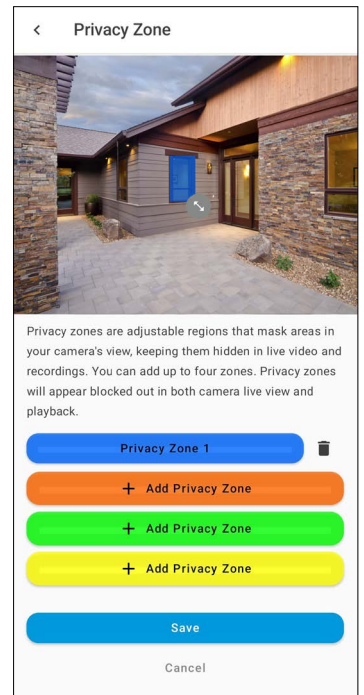 Privacy Zone
Privacy zones are adjustable regions that mask areas in
your camera's view, keeping them hidden in live video and
recordings. You can add up to four zones. Privacy zones
will appear blocked out in both camera live view and
playback.
Privacy Zone 1
+ Add Privacy Zone
+ Add Privacy Zone
+ Add Privacy Zone
Save
Cancel